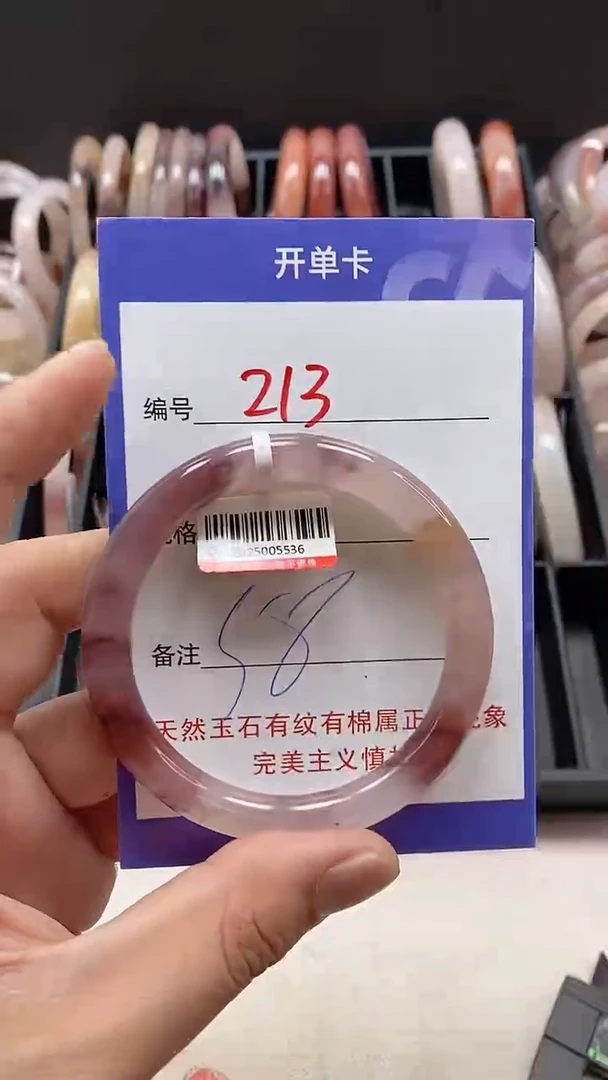 开单卡
编号 213
格
25005536
备注 58
天然玉石有纹有棉属正 象
完美主义慎